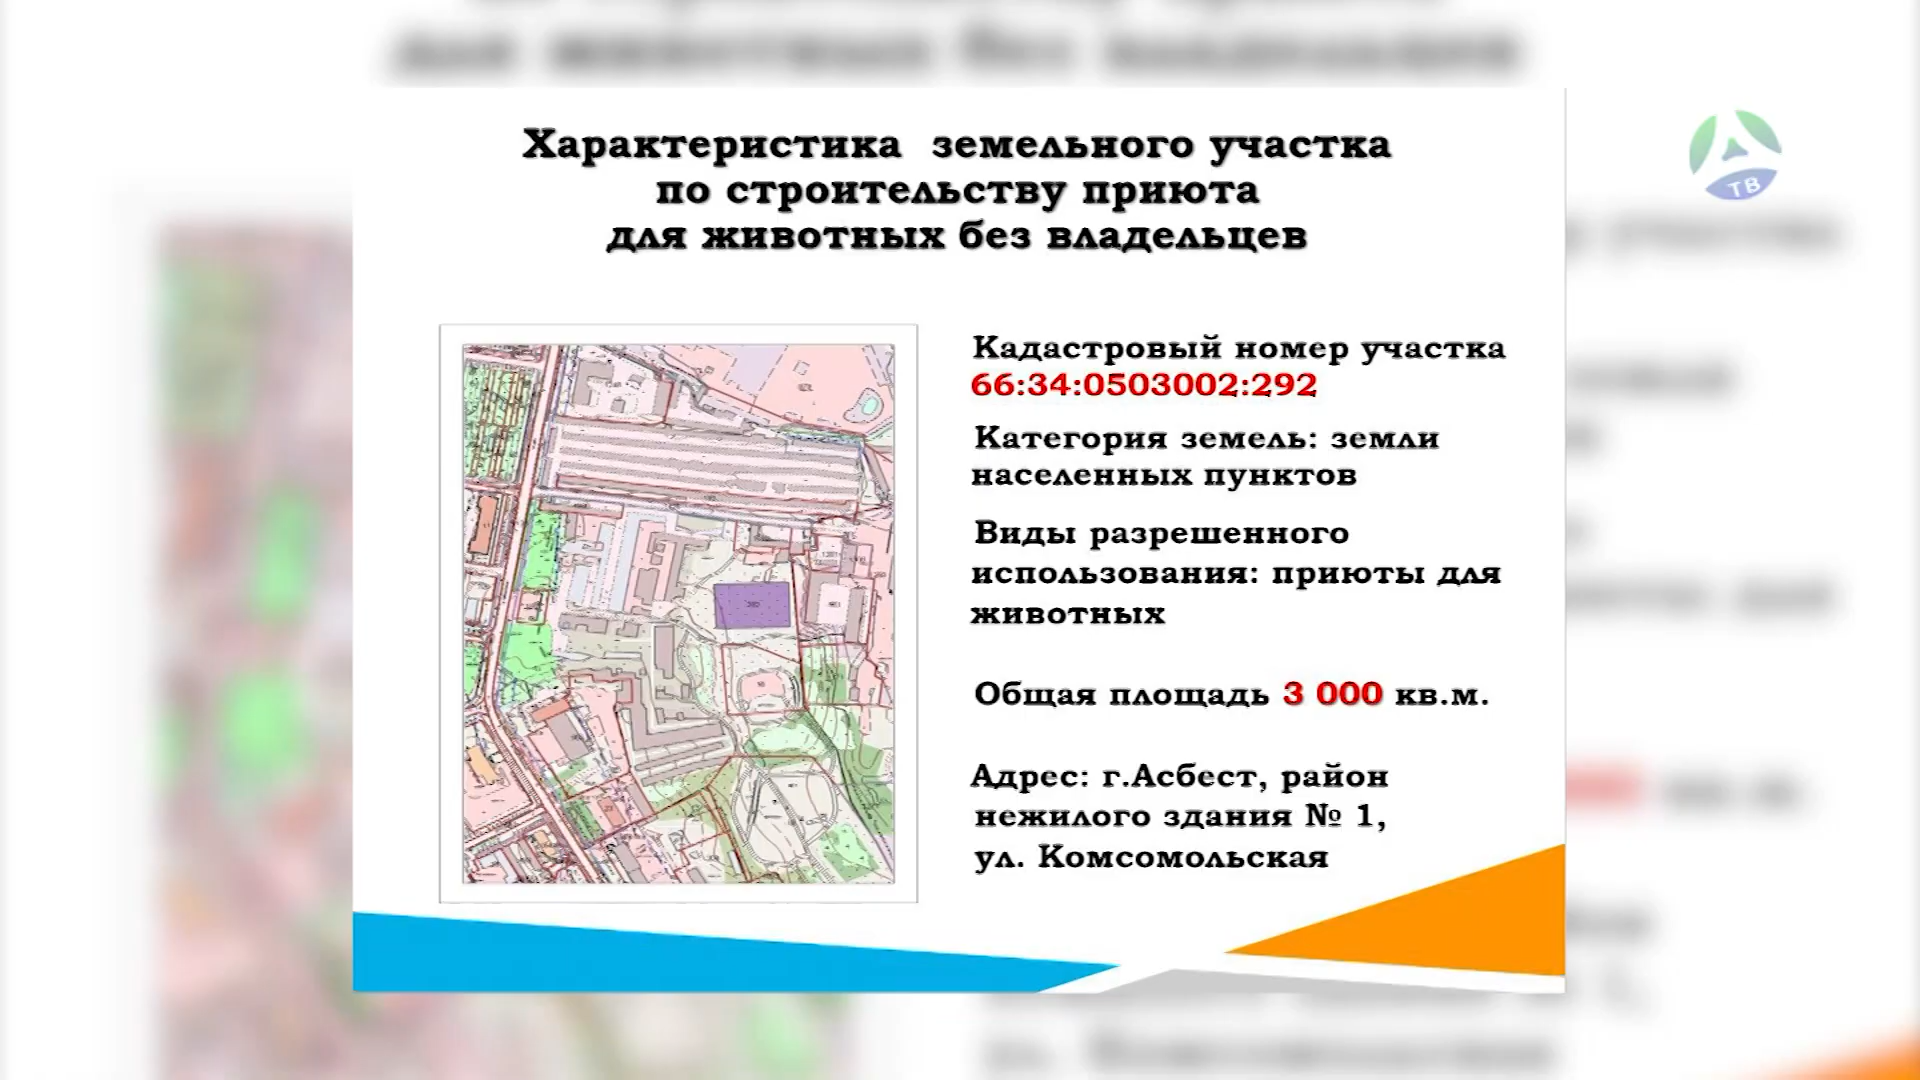 Характеристика земельного участка
по строительству приюта
для животных без владельцев
ТВ
Кадастровый номер участка
66:34:0503002:292
Категория земель: земли
населенных пунктов
Виды разрешенного
использования: приюты для
животных
Общая площадь 3 000 кв.м.
Адрес: г.Асбест, район
нежилого здания № 1,
ул. Комсомольская